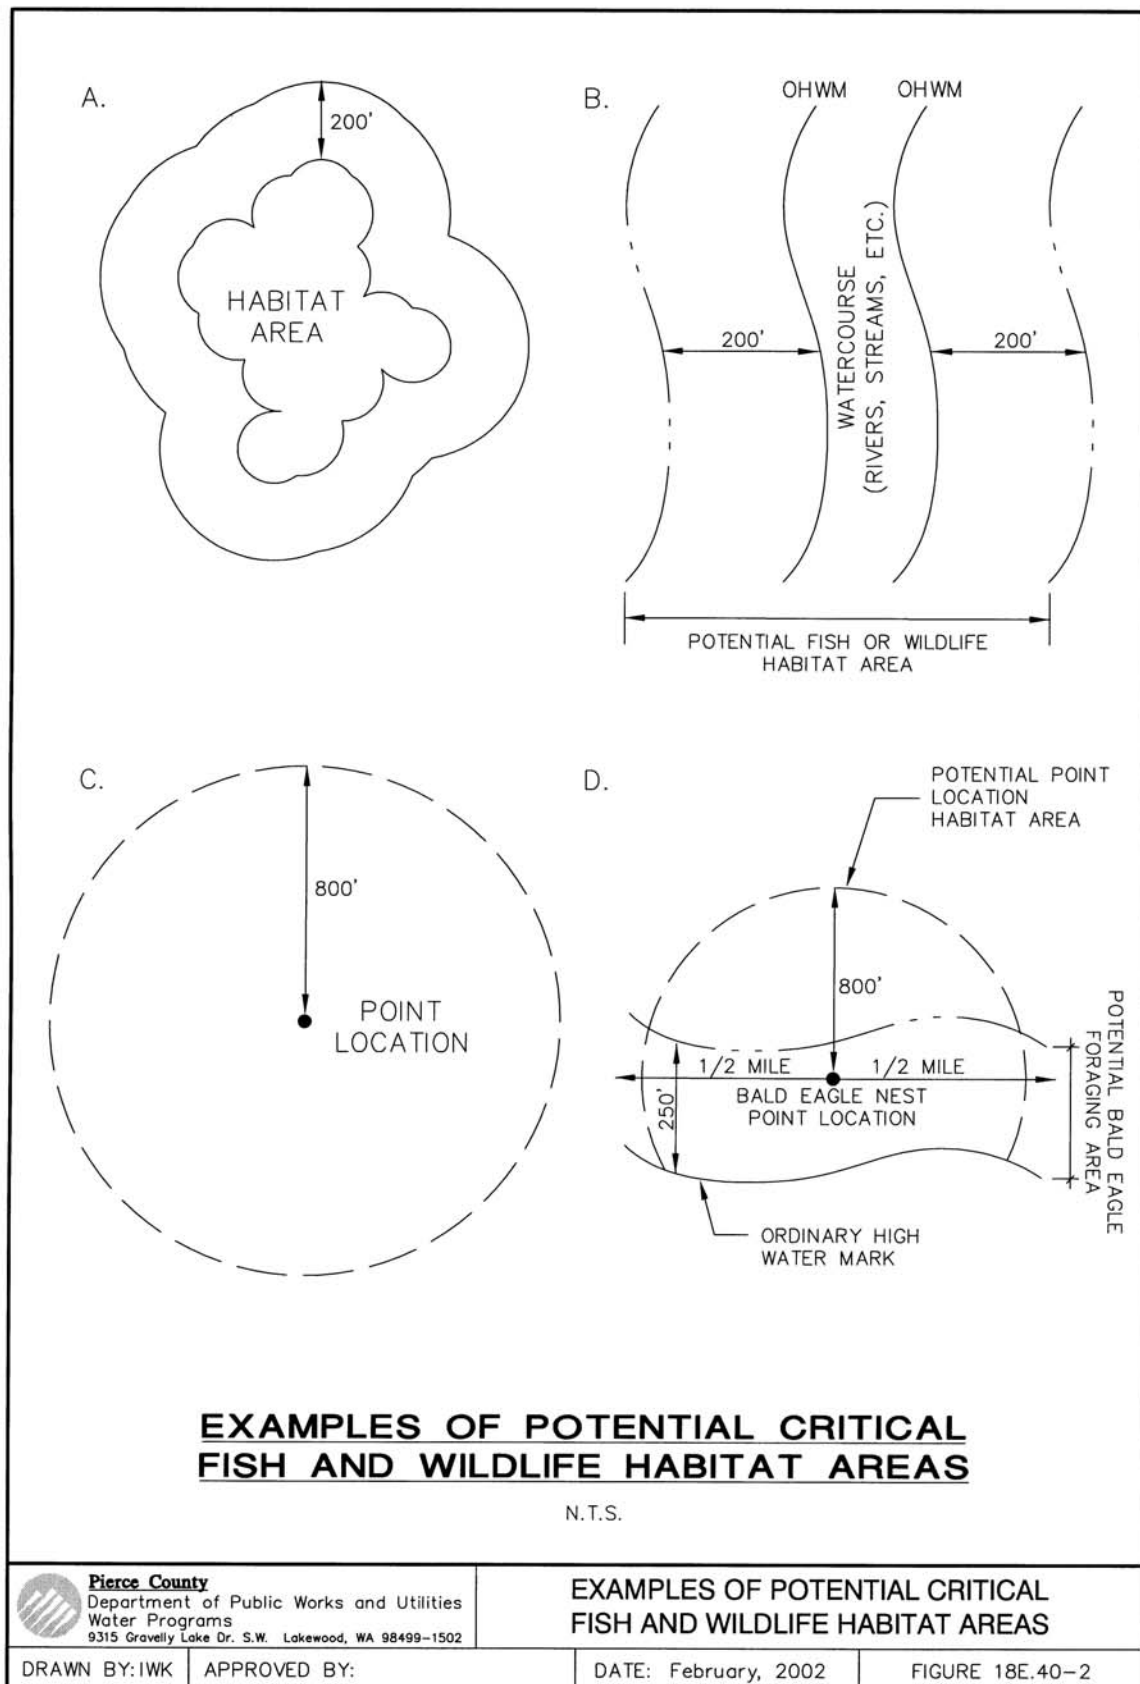 A.
200'
HABITAT
AREA
B.
OHWM
OHWM
WATERCOURSE
(RIVERS, STREAMS, ETC.)
200'
200'
POTENTIAL FISH OR WILDLIFE
HABITAT AREA
C.
800'
POINT
LOCATION
D.
POTENTIAL POINT
LOCATION
HABITAT AREA
800'
1/2 MILE
1/2 MILE
BALD EAGLE NEST
POINT LOCATION
250'
POTENTIAL BALD EAGLE
FORAGING AREA
ORDINARY HIGH
WATER MARK
EXAMPLES OF POTENTIAL CRITICAL
FISH AND WILDLIFE HABITAT AREAS
N.T.S.
Pierce County
Department of Public Works and Utilities
Water Programs
9315 Gravelly Lake Dr. S.W. Lakewood, WA 98499-1502
EXAMPLES OF POTENTIAL CRITICAL
FISH AND WILDLIFE HABITAT AREAS
DRAWN BY: IWK
APPROVED BY:
DATE: February, 2002
FIGURE 18E.40-2